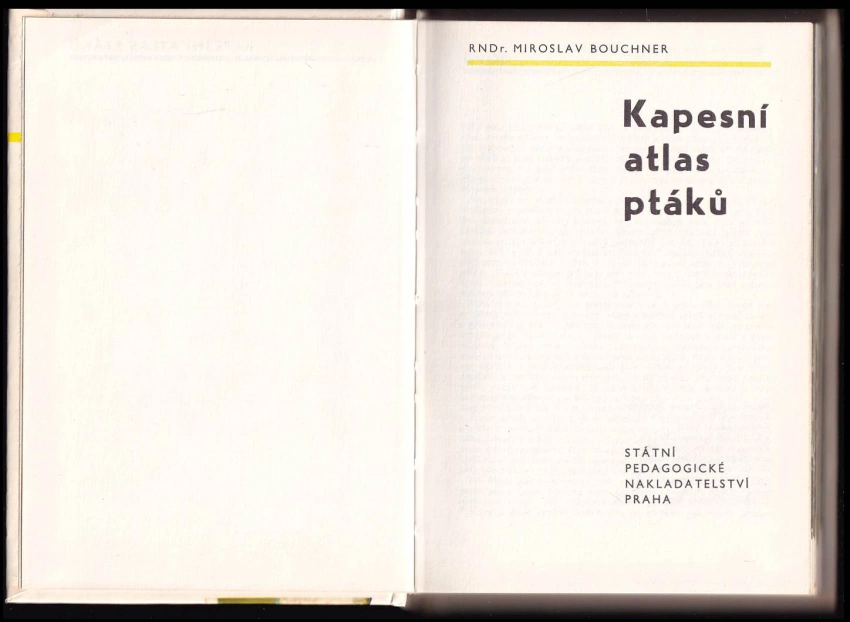 RNDr. MIROSLAV BOUCHNER
Kapesní
atlas
ptáků
STÁTNÍ
PEDAGOGICKÉ
NAKLADATELSTVÍ
PRAHA